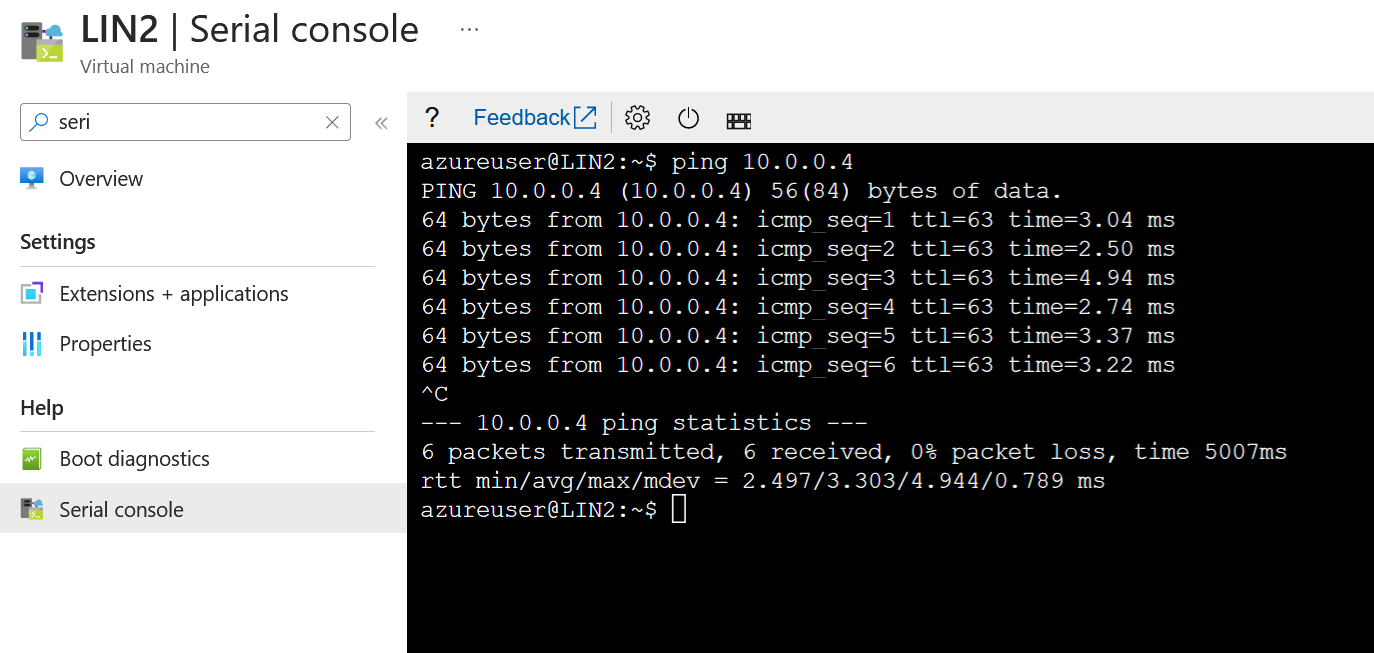 LIN2 | Serial console ...
Virtual machine
seri
Overview
Settings
Extensions + applications
Properties
Help
Boot diagnostics
Serial console
? Feedback
azureuser@LIN2:~$ ping 10.0.0.4
PING 10.0.0.4 (10.0.0.4) 56(84) bytes of data.
64 bytes from 10.0.0.4: icmp_seq=1 ttl=63 time=3.04 ms
64 bytes from 10.0.0.4: icmp_seq=2 ttl=63 time=2.50 ms
64 bytes from 10.0.0.4: icmp_seq=3 ttl=63 time=4.94 ms
64 bytes from 10.0.0.4: icmp_seq=4 ttl=63 time=2.74 ms
64 bytes from 10.0.0.4: icmp_seq=5 ttl=63 time=3.37 ms
64 bytes from 10.0.0.4: icmp_seq=6 ttl=63 time=3.22 ms
^C
--- 10.0.0.4 ping statistics ---
6 packets transmitted, 6 received, 0% packet loss, time 5007ms
rtt min/avg/max/mdev = 2.497/3.303/4.944/0.789 ms
azureuser@LIN2:~$